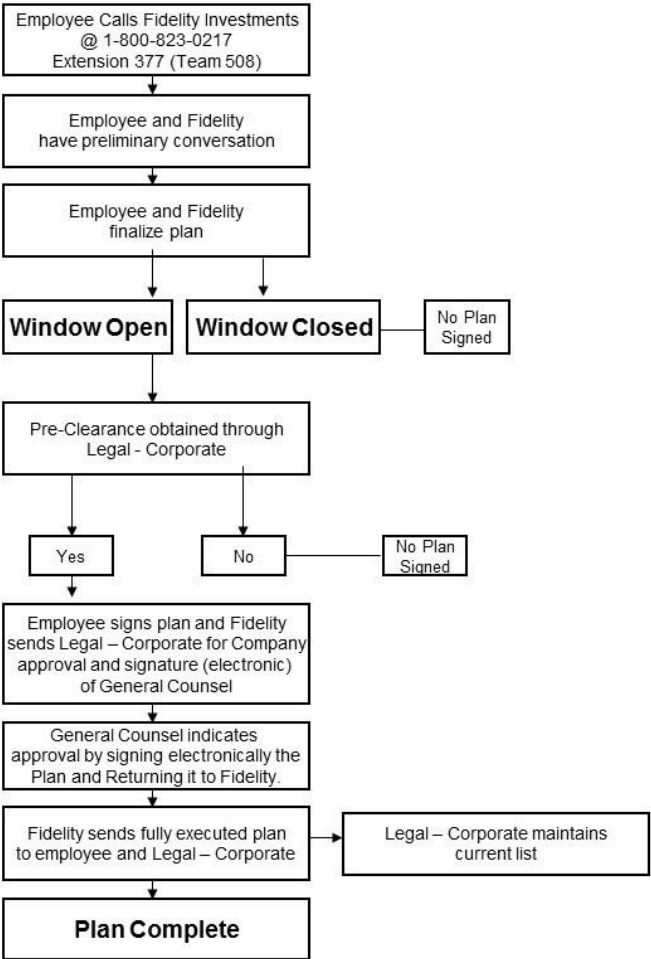 Employee Calls Fidelity Investments
@ 1-800-823-0217
Extension 377 (Team 508)
Employee and Fidelity
have preliminary conversation
Employee and Fidelity
finalize plan
Window Open
Window Closed
No Plan
Signed
Pre-Clearance obtained through
Legal - Corporate
Yes
No
No Plan
Signed
Employee signs plan and Fidelity
sends Legal – Corporate for Company
approval and signature (electronic)
of General Counsel
General Counsel indicates
approval by signing electronically the
Plan and Returning it to Fidelity.
Fidelity sends fully executed plan
to employee and Legal – Corporate
Legal – Corporate maintains
current list
Plan Complete